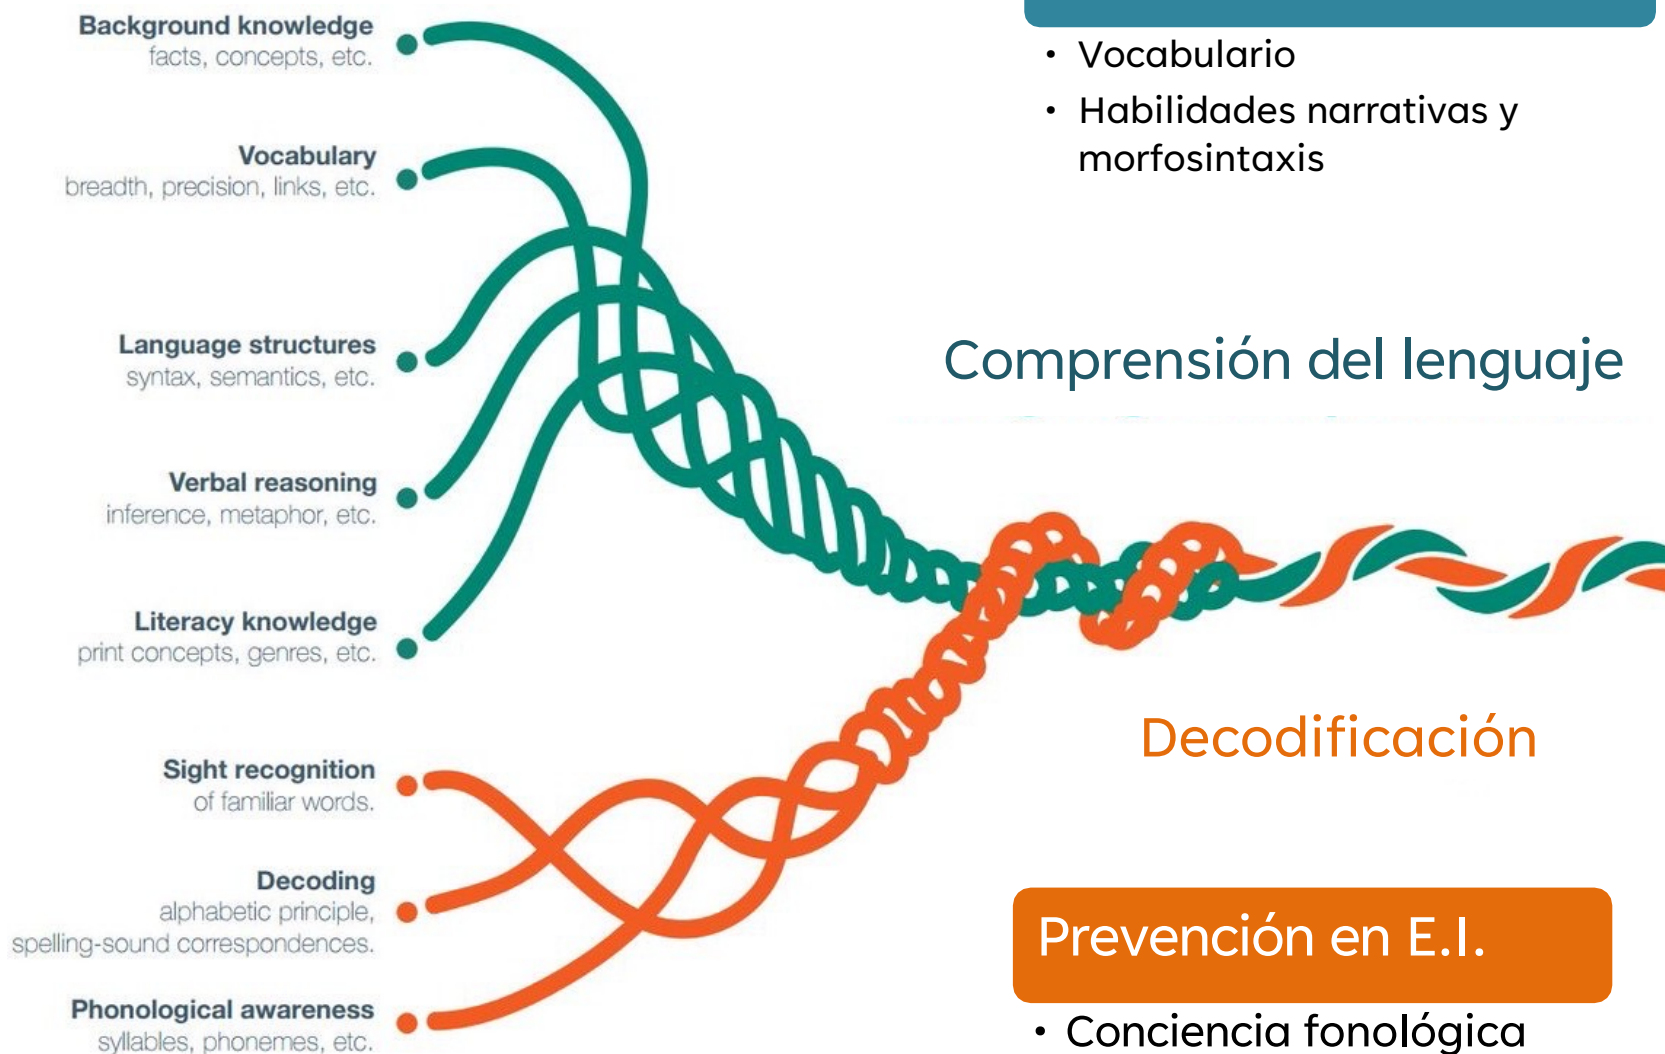 Background knowledge
facts, concepts, etc.
Vocabulary
breadth, precision, links, etc.
Language structures
syntax, semantics, etc.
Verbal reasoning
inference, metaphor, etc.
Literacy knowledge
print concepts, genres, etc.
Sight recognition
of familiar words.
Decoding
alphabetic principle,
spelling-sound correspondences.
Phonological awareness
syllables, phonemes, etc.
• Vocabulario
• Habilidades narrativas y
morfosintaxis
Comprensión del lenguaje
Decodificación
Prevención en E.I.
• Conciencia fonológica